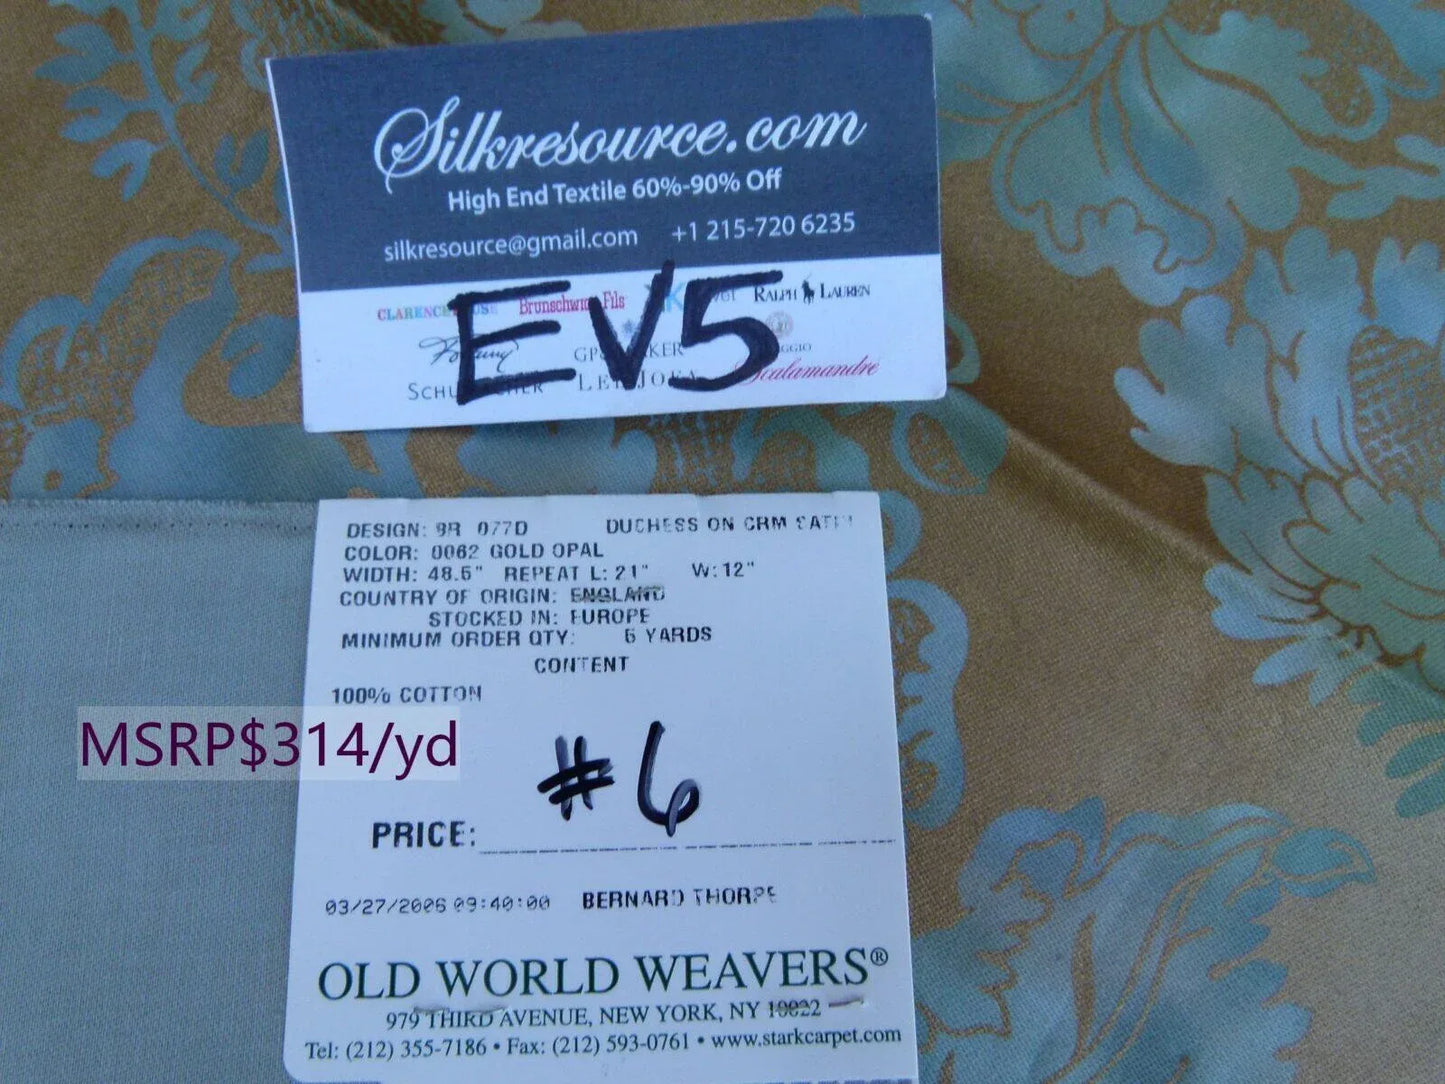 Silkresource.com
High End Textile 60%-90% Off
silkresource@gmail.com +1 215-720 6235
EV5
Brunschwig Fils RALPH LAUREN
Scalamandré
DESIGN: 9R 077D DUCHESS ON CRM SATIN
COLOR: 0062 GOLD OPAL
WIDTH: 48.5" REPEAT L: 21" W: 12"
COUNTRY OF ORIGIN: ENGLAND
STOCKED IN: EUROPE
MINIMUM ORDER QTY: 5 YARDS
CONTENT
100% COTTON
MSRP$314/yd
#6
PRICE:
03/27/2006 09:40:00 BERNARD THORPE
OLD WORLD WEAVERS®
979 THIRD AVENUE, NEW YORK, NY 10022
Tel: (212) 355-7186 • Fax: (212) 593-0761 • www.starkcarpet.com